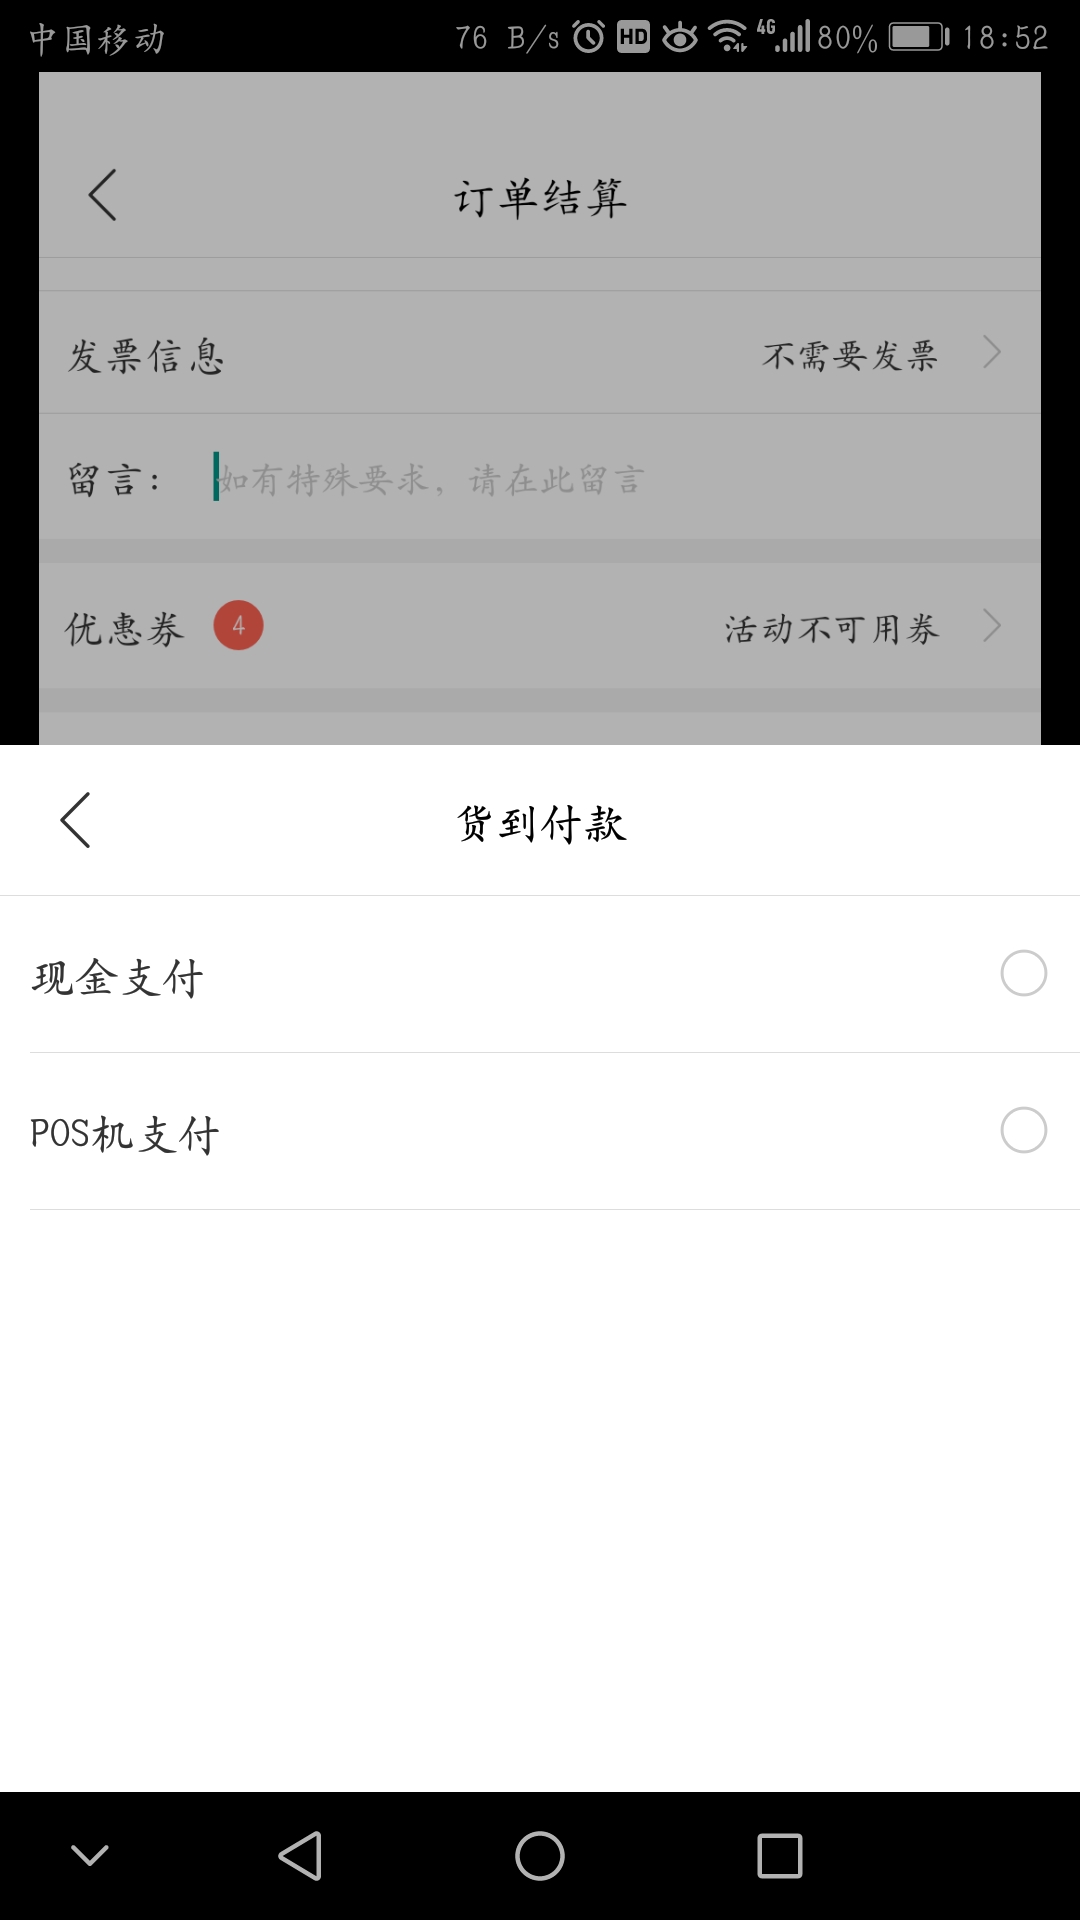 中国移动 76 B/s HD 4G 80% 18:52
订单结算
发票信息 不需要发票
留言： 如有特殊要求，请在此留言
优惠券 4 活动不可用券
货到付款
现金支付
POS机支付